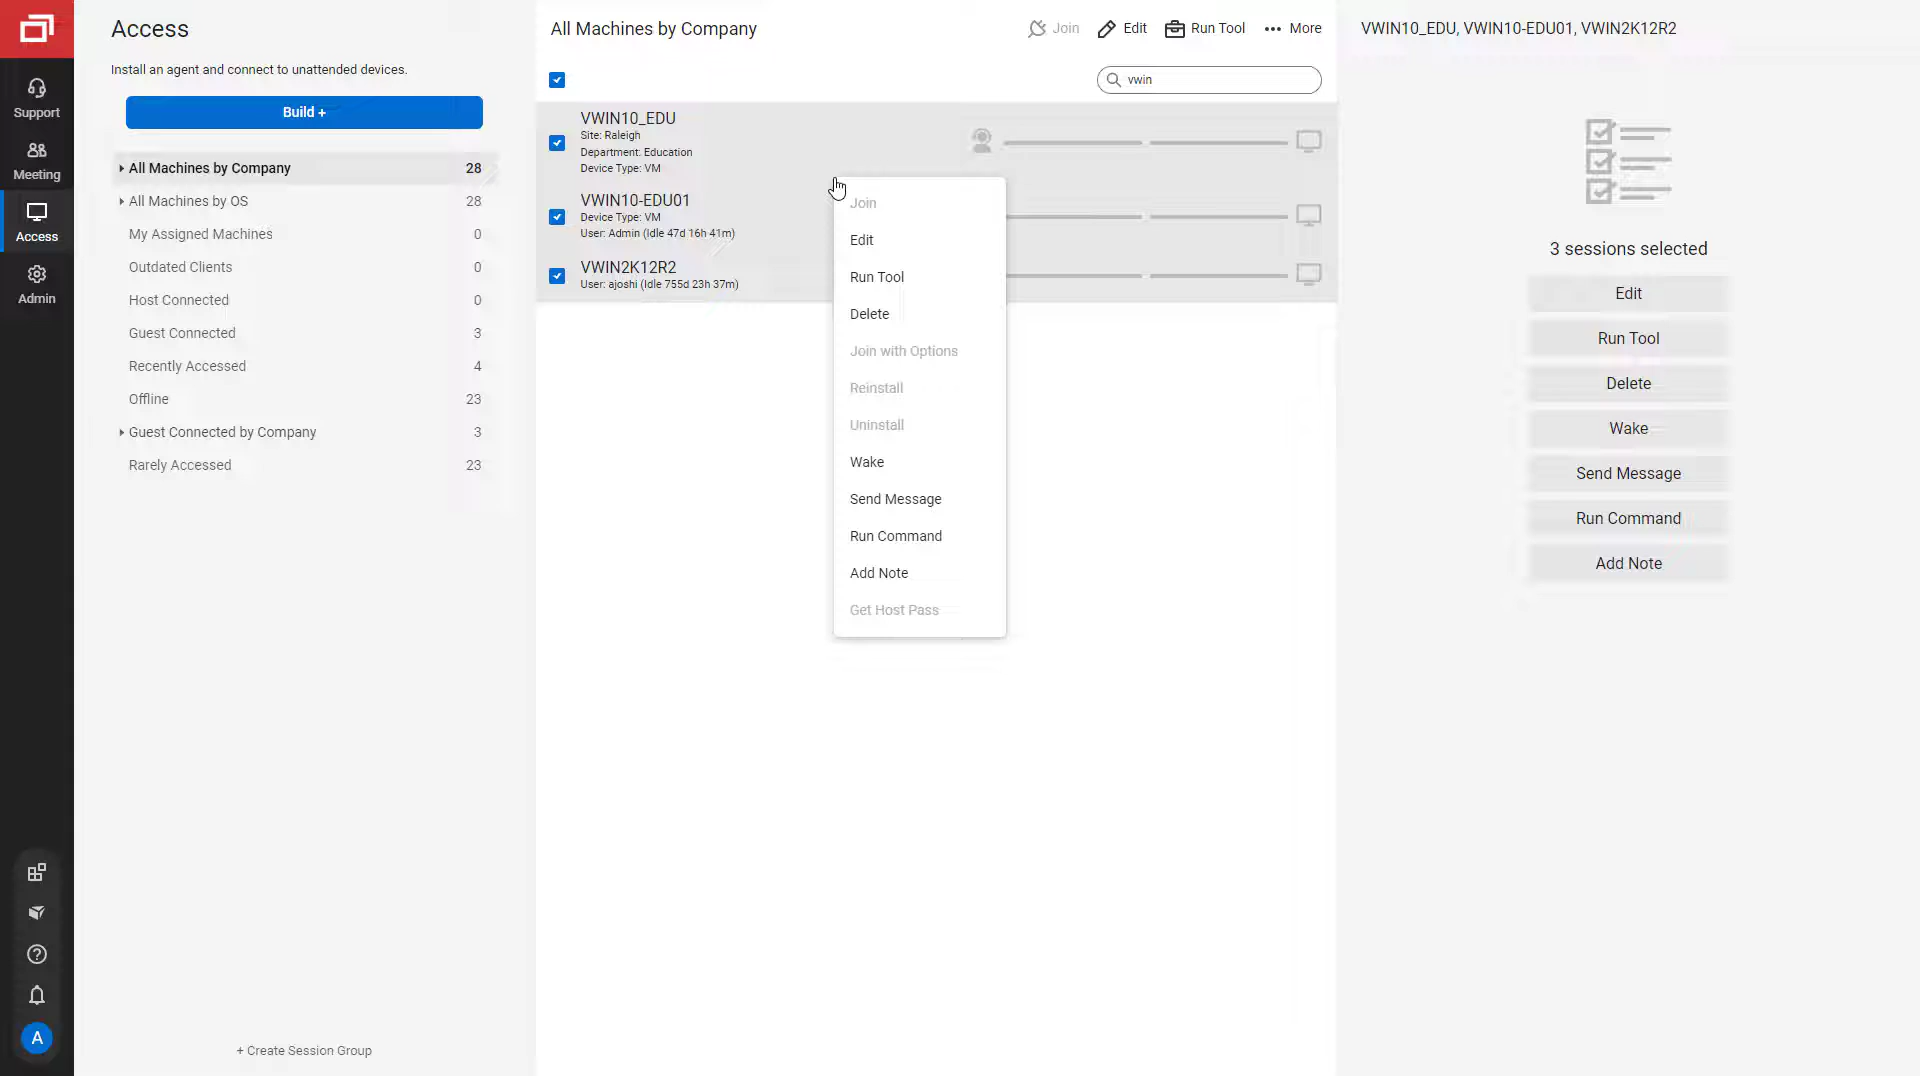 Access
Install an agent and connect to unattended devices.
Build +
All Machines by Company 28
All Machines by OS 28
My Assigned Machines 0
Outdated Clients 0
Host Connected 0
Guest Connected 3
Recently Accessed 4
Offline 23
Guest Connected by Company 3
Rarely Accessed 23
+ Create Session Group
Support
Meeting
Access
Admin
A
All Machines by Company
Join Edit Run Tool More
vwin
VWIN10_EDU
Site: Raleigh
Department: Education
Device Type: VM
VWIN10-EDU01
Device Type: VM
User: Admin (Idle 47d 16h 41m)
VWIN2K12R2
User: ajoshi (Idle 755d 23h 37m)
Join
Edit
Run Tool
Delete
Join with Options
Reinstall
Uninstall
Wake
Send Message
Run Command
Add Note
Get Host Pass
VWIN10_EDU, VWIN10-EDU01, VWIN2K12R2
3 sessions selected
Edit
Run Tool
Delete
Wake
Send Message
Run Command
Add Note